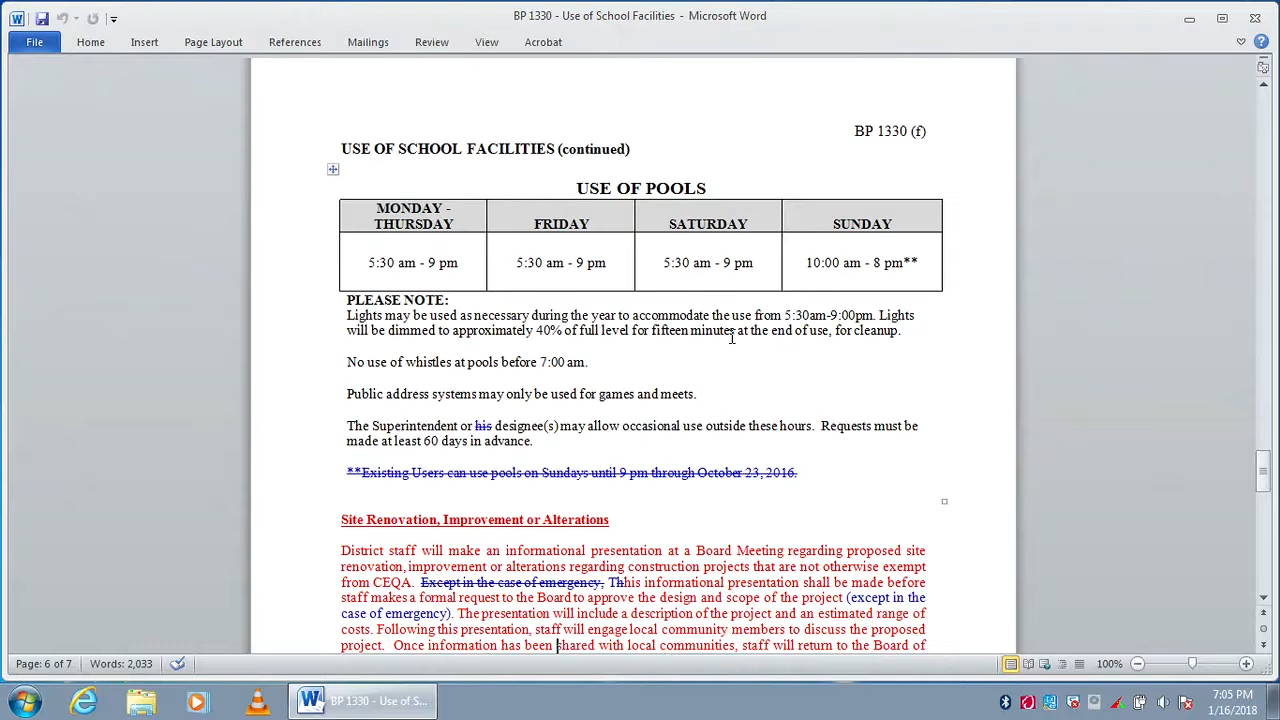 BP 1330 - Use of School Facilities - Microsoft Word
File Home Insert Page Layout References Mailings Review View Acrobat
BP 1330 (f)
USE OF SCHOOL FACILITIES (continued)
USE OF POOLS
MONDAY - THURSDAY FRIDAY SATURDAY SUNDAY
5:30 am - 9 pm 5:30 am - 9 pm 5:30 am - 9 pm 10:00 am - 8 pm**
PLEASE NOTE:
Lights may be used as necessary during the year to accommodate the use from 5:30am-9:00pm. Lights
will be dimmed to approximately 40% of full level for fifteen minutes at the end of use, for cleanup.
No use of whistles at pools before 7:00 am.
Public address systems may only be used for games and meets.
The Superintendent or his designee(s) may allow occasional use outside these hours. Requests must be
made at least 60 days in advance.
**Existing Users can use pools on Sundays until 9 pm through October 23, 2016.
Site Renovation, Improvement or Alterations
District staff will make an informational presentation at a Board Meeting regarding proposed site
renovation, improvement or alterations regarding construction projects that are not otherwise exempt
from CEQA. Except in the case of emergency, Thhis informational presentation shall be made before
staff makes a formal request to the Board to approve the design and scope of the project (except in the
case of emergency). The presentation will include a description of the project and an estimated range of
costs. Following this presentation, staff will engage local community members to discuss the proposed
project. Once information has been shared with local communities, staff will return to the Board of
Page: 6 of 7 Words: 2,033 100%
BP 1330 - Use of S...
7:05 PM
1/16/2018